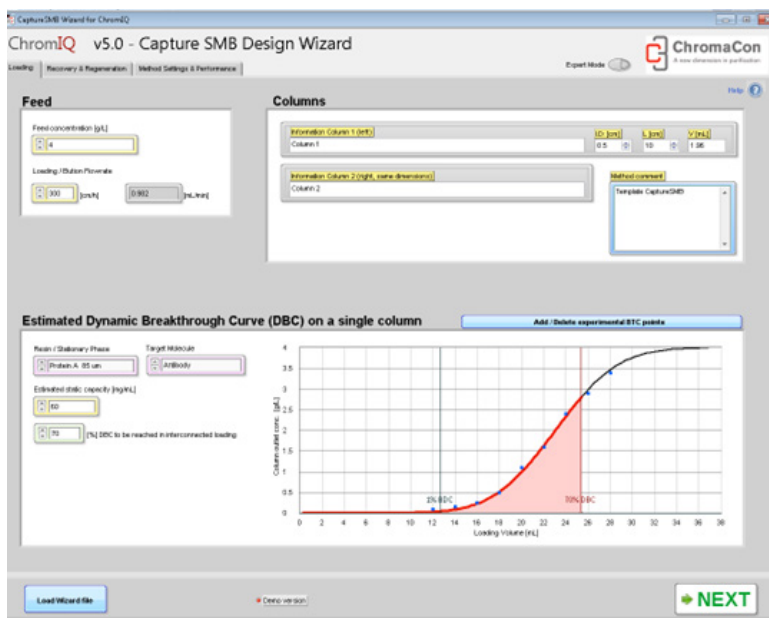 CaptureSMB Wizard for ChromIQ
ChromIQ v5.0 - Capture SMB Design Wizard
ChromaCon
A new dimension in purification
Expert Mode
Loading Recovery & Regeneration Method Settings & Performance
Help
Feed
Feed concentration [g/L]
4
Loading / Elution Flowrate
300 [cm/h] 0.982 [mL/min]
Columns
Information Column 1 (left) ID [cm] L [cm] V [mL]
Column 1 0.5 10 1.96
Information Column 2 (right, same dimensions)
Column 2
Method comment
Template CaptureSMB
Estimated Dynamic Breakthrough Curve (DBC) on a single column
Add / Delete experimental BTC points
Resin / Stationary Phase Target Molecule
Protein A 85 um Antibody
Estimated static capacity [mg/mL]
60
70 [%] DBC to be reached in interconnected loading
Column outlet conc. [g/L]
4
3.5
3
2.5
2
1.5
1
0.5
0
1% DBC 70% DBC
0 2 4 6 8 10 12 14 16 18 20 22 24 26 28 30 32 34 36 38
Loading Volume [mL]
Load Wizard file
Demo version
NEXT